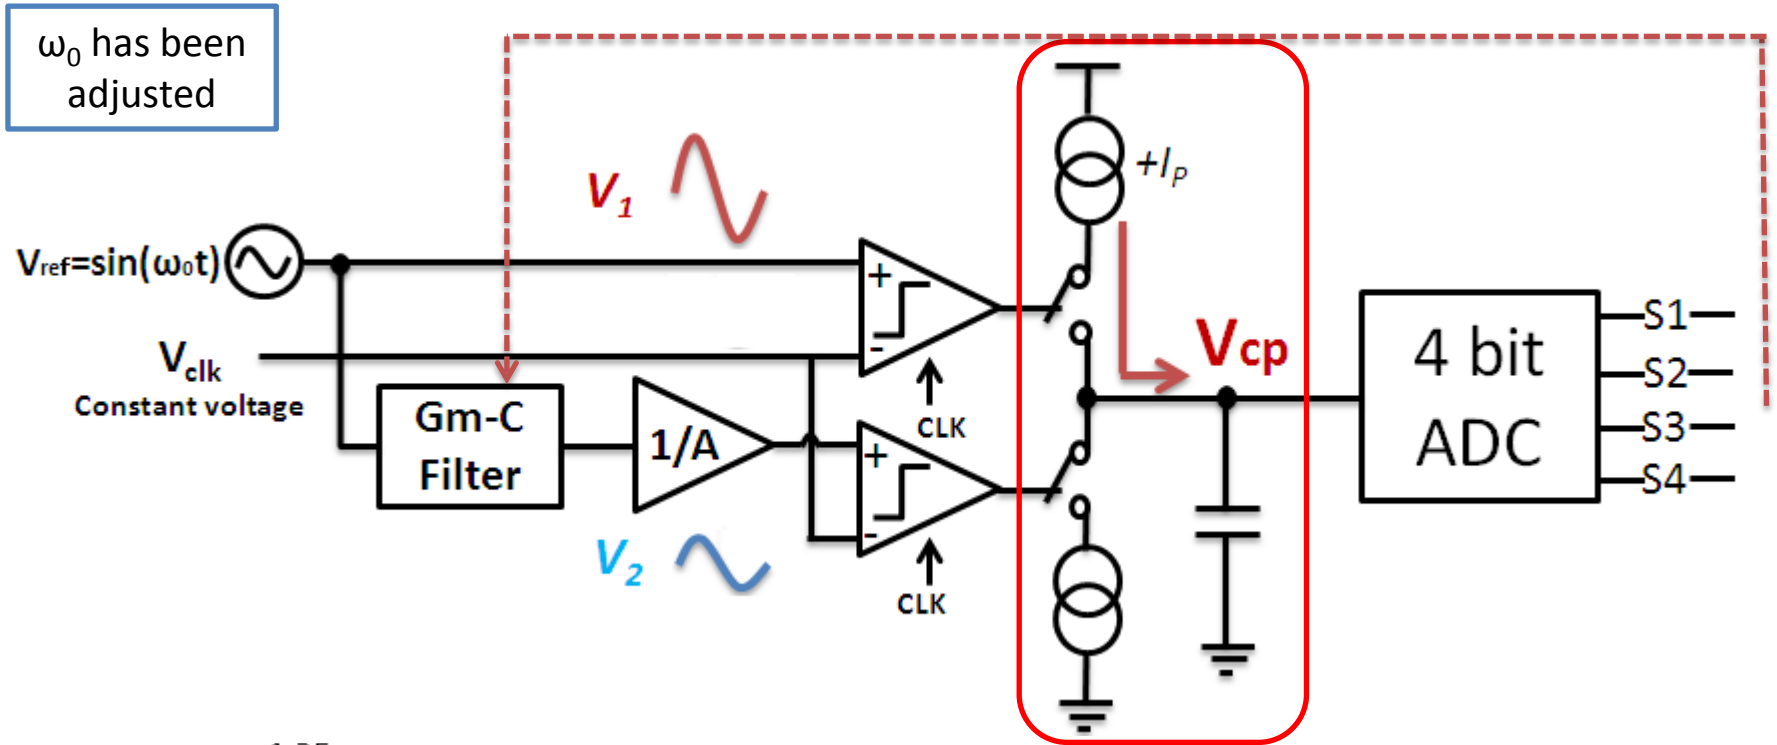 ω0 has been
adjusted
V1
+IP
Vref=sin(ω0t)
+
-
Vclk
Constant voltage
Vcp
4 bit
ADC
S1
S2
S3
S4
Gm-C
Filter
1/A
CLK
+
-
V2
CLK